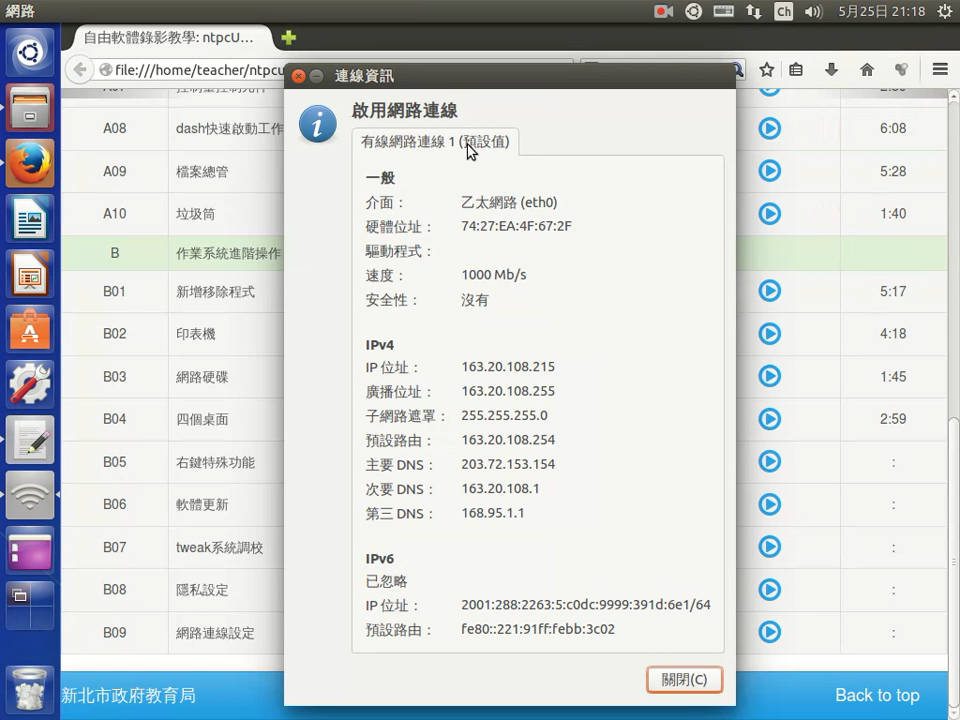 網路
Ch
5月25日 21:18
自由軟體錄影教學: ntpcU...
file:///home/teacher/ntpcu
連線資訊
啟用網路連線
有線網路連線 1 (預設值)
一般
介面： 乙太網路 (eth0)
硬體位址： 74:27:EA:4F:67:2F
驅動程式：
速度： 1000 Mb/s
安全性： 沒有
IPv4
IP 位址： 163.20.108.215
廣播位址： 163.20.108.255
子網路遮罩： 255.255.255.0
預設路由： 163.20.108.254
主要 DNS： 203.72.153.154
次要 DNS： 163.20.108.1
第三 DNS： 168.95.1.1
IPv6
已忽略
IP 位址： 2001:288:2263:5:c0dc:9999:391d:6e1/64
預設路由： fe80::221:91ff:febb:3c02
關閉(C)
A08 dash快速啟動工作 6:08
A09 檔案總管 5:28
A10 垃圾筒 1:40
B 作業系統進階操作
B01 新增移除程式 5:17
B02 印表機 4:18
B03 網路硬碟 1:45
B04 四個桌面 2:59
B05 右鍵特殊功能 :
B06 軟體更新 :
B07 tweak系統調校 :
B08 隱私設定 :
B09 網路連線設定 :
新北市政府教育局
Back to top